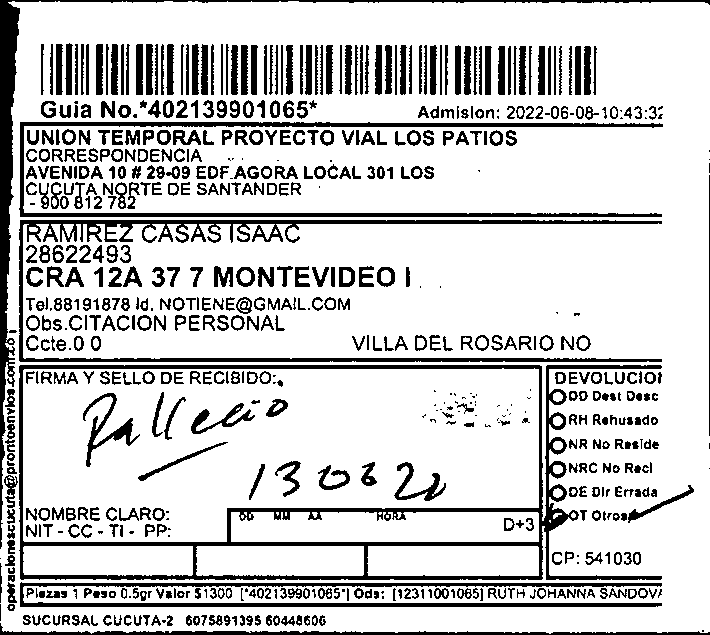 Guia No.*402139901065*
Admision: 2022-06-08-10:43:32
UNION TEMPORAL PROYECTO VIAL LOS PATIOS
CORRESPONDENCIA
AVENIDA 10 # 29-09 EDF.AGORA LOCAL 301 LOS
CUCUTA NORTE DE SANTANDER
- 900 812 782
RAMIREZ CASAS ISAAC
28622493
CRA 12A 37 7 MONTEVIDEO I
Tel.88191878 Id. NOTIENE@GMAIL.COM
Obs.CITACION PERSONAL
Ccte.0 0 VILLA DEL ROSARIO NO
FIRMA Y SELLO DE RECIBIDO:
Fallecio
130622
NOMBRE CLARO:
NIT - CC - TI - PP:
DD MM AA HORA
D+3
DEVOLUCIO
DD Dest Desc
RH Rehusado
NR No Reside
NRC No Recl
DE Dir Errada
OT Otros
CP: 541030
Piezas 1 Peso 0.5gr Valor $1300 [*402139901065*] Ods: [12311001065] RUTH JOHANNA SANDOVA
SUCURSAL CUCUTA-2 6075891395 60448606
operacionescucuta@prontoenvios.com.co